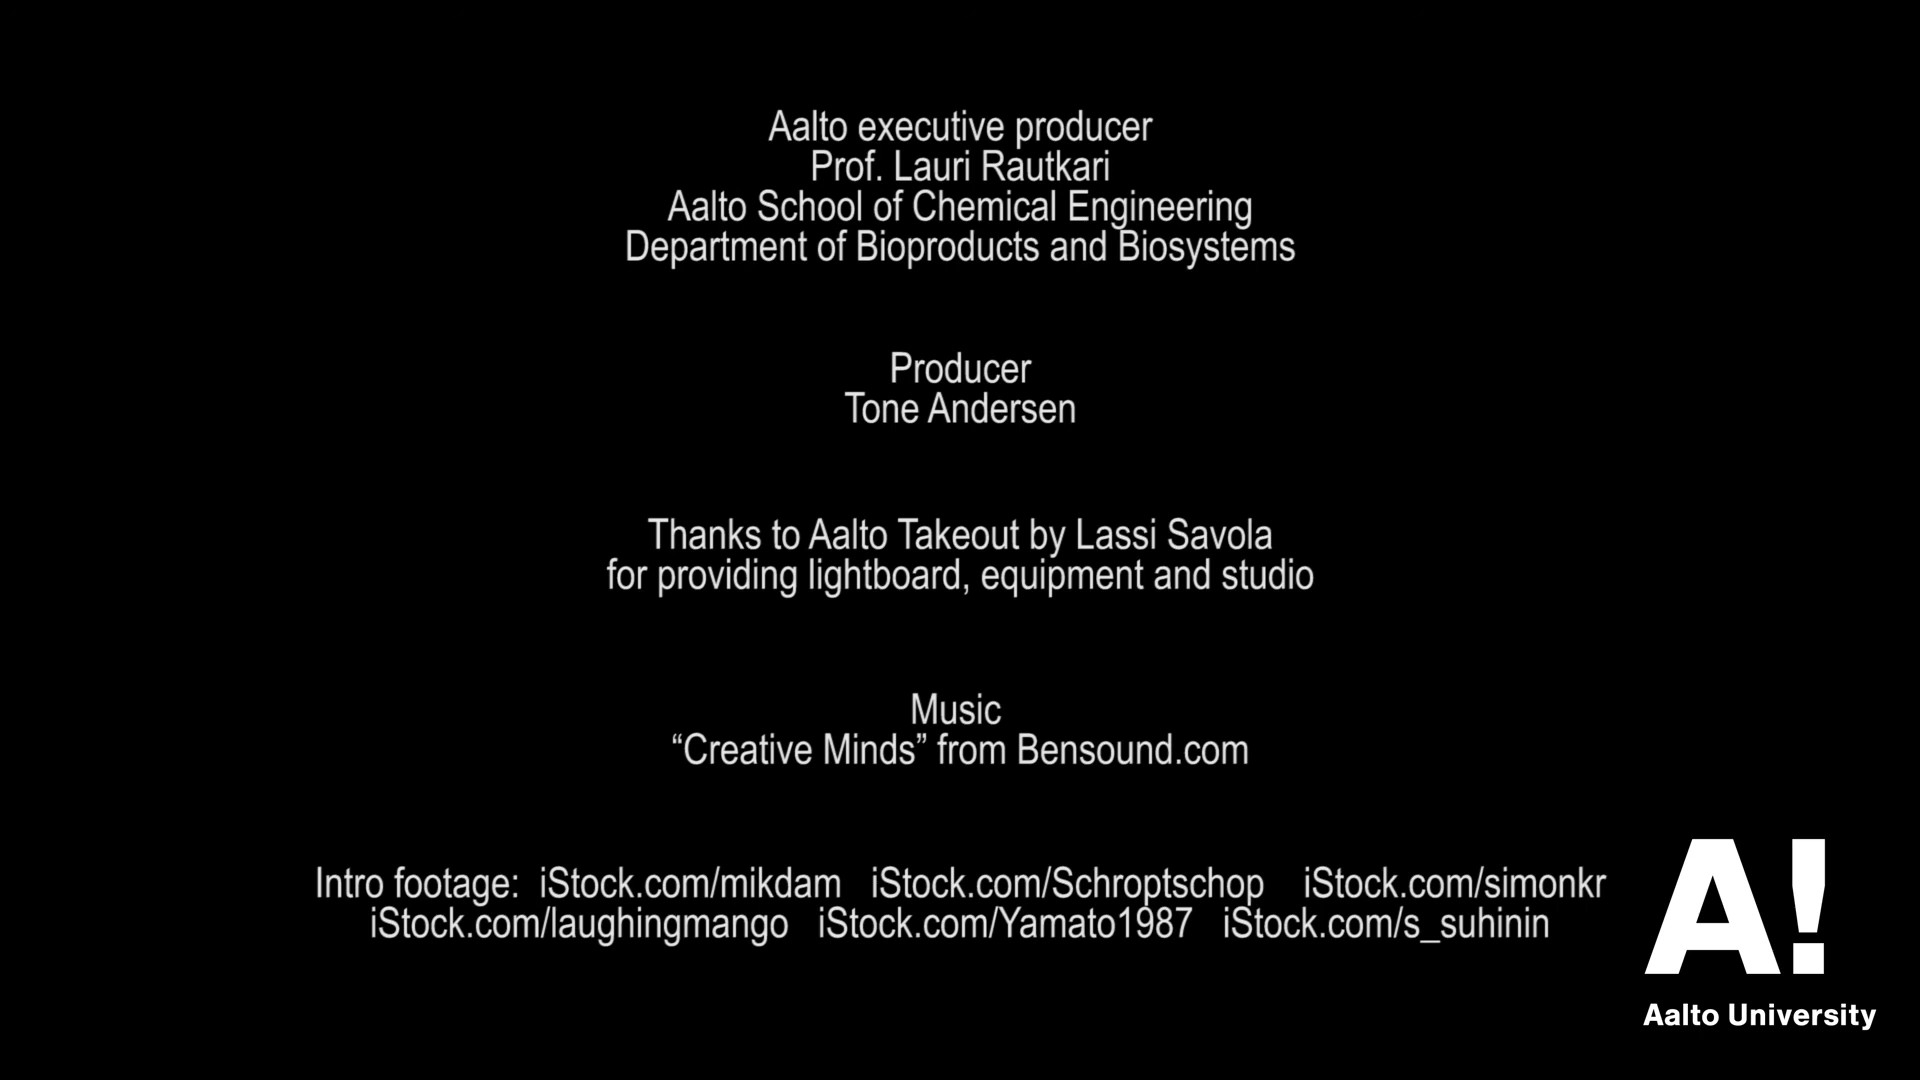 Aalto executive producer
Prof. Lauri Rautkari
Aalto School of Chemical Engineering
Department of Bioproducts and Biosystems
Producer
Tone Andersen
Thanks to Aalto Takeout by Lassi Savola
for providing lightboard, equipment and studio
Music
“Creative Minds” from Bensound.com
Intro footage: iStock.com/mikdam iStock.com/Schroptschop iStock.com/simonkr
iStock.com/laughingmango iStock.com/Yamato1987 iStock.com/s_suhinin
A!
Aalto University